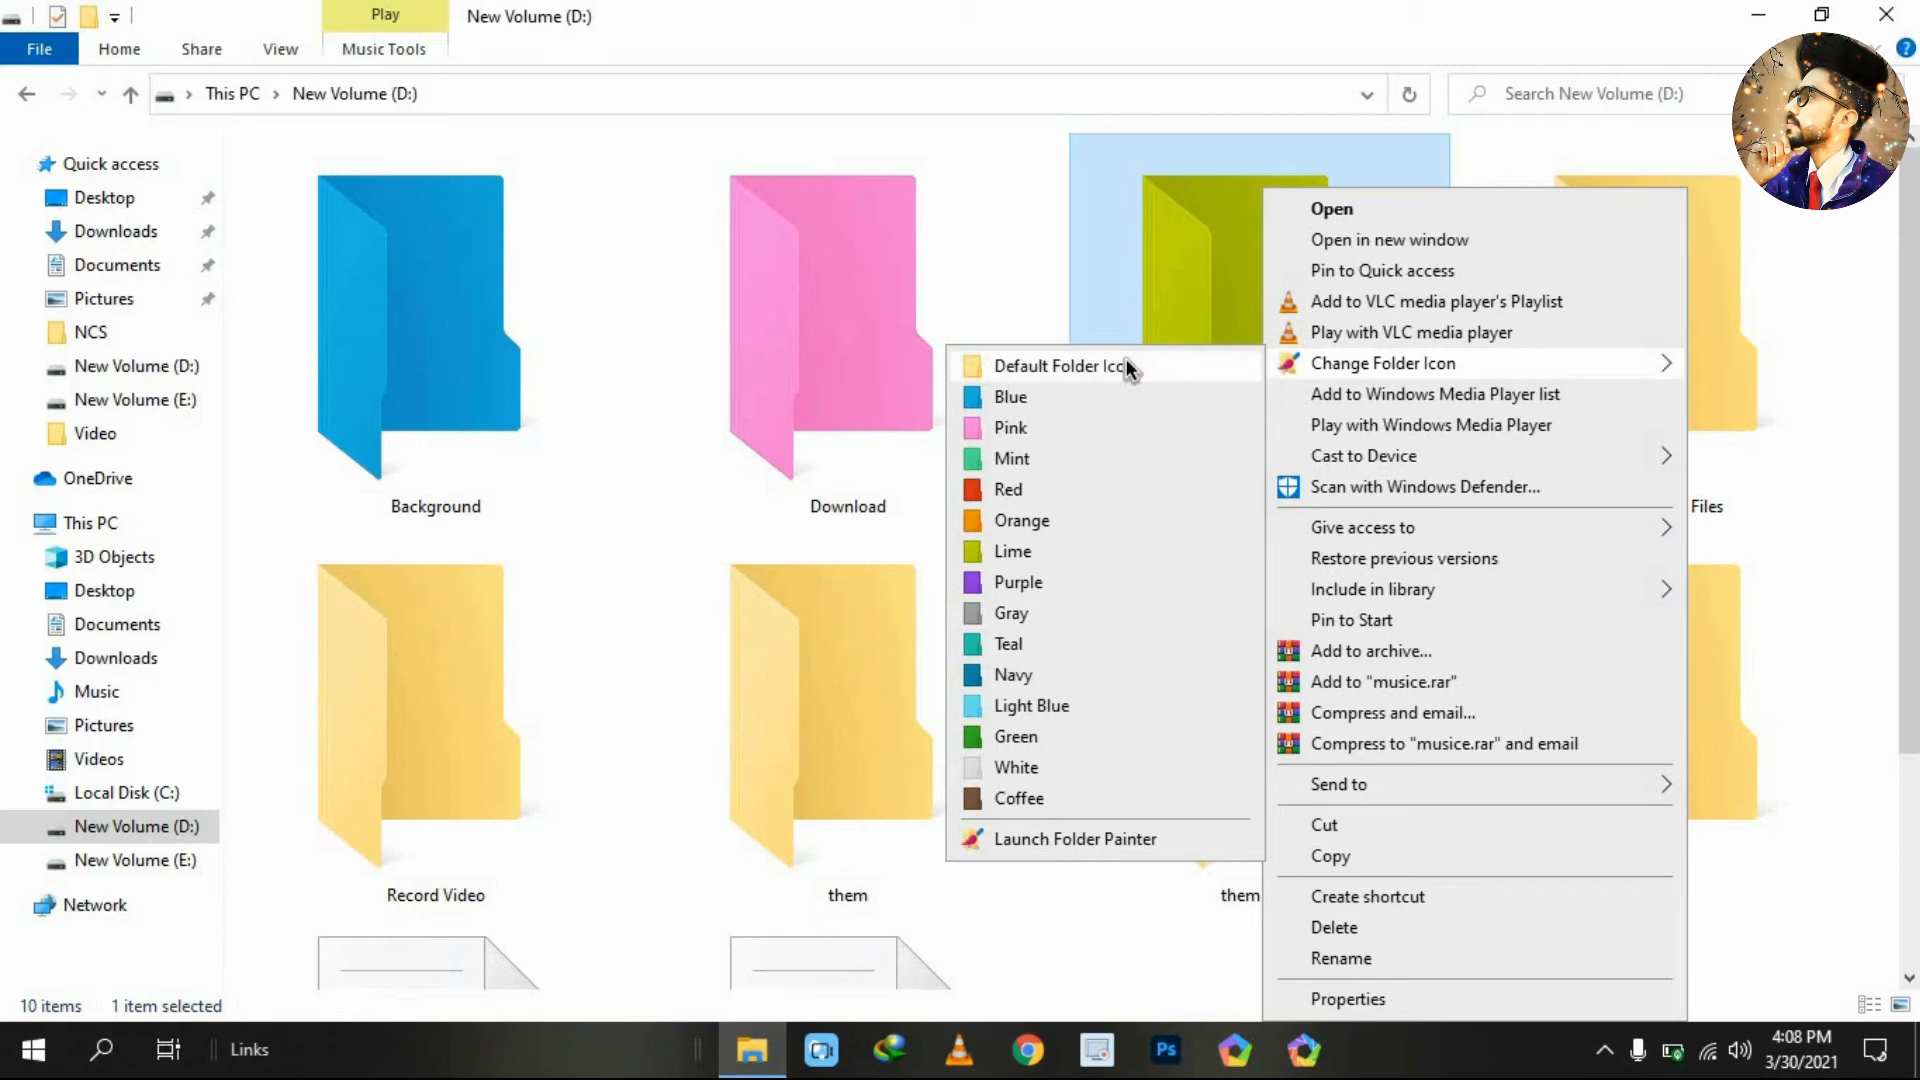 Play
New Volume (D:)
File
Home
Share
View
Music Tools
This PC
New Volume (D:)
Search New Volume (D:)
Quick access
Desktop
Downloads
Documents
Pictures
NCS
New Volume (D:)
New Volume (E:)
Video
OneDrive
This PC
3D Objects
Desktop
Documents
Downloads
Music
Pictures
Videos
Local Disk (C:)
New Volume (D:)
New Volume (E:)
Network
Background
Download
Files
Record Video
them
them
Default Folder Ico
Blue
Pink
Mint
Red
Orange
Lime
Purple
Gray
Teal
Navy
Light Blue
Green
White
Coffee
Launch Folder Painter
Open
Open in new window
Pin to Quick access
Add to VLC media player's Playlist
Play with VLC media player
Change Folder Icon
Add to Windows Media Player list
Play with Windows Media Player
Cast to Device
Scan with Windows Defender...
Give access to
Restore previous versions
Include in library
Pin to Start
Add to archive...
Add to "musice.rar"
Compress and email...
Compress to "musice.rar" and email
Send to
Cut
Copy
Create shortcut
Delete
Rename
Properties
10 items
1 item selected
Links
Ps
4:08 PM
3/30/2021